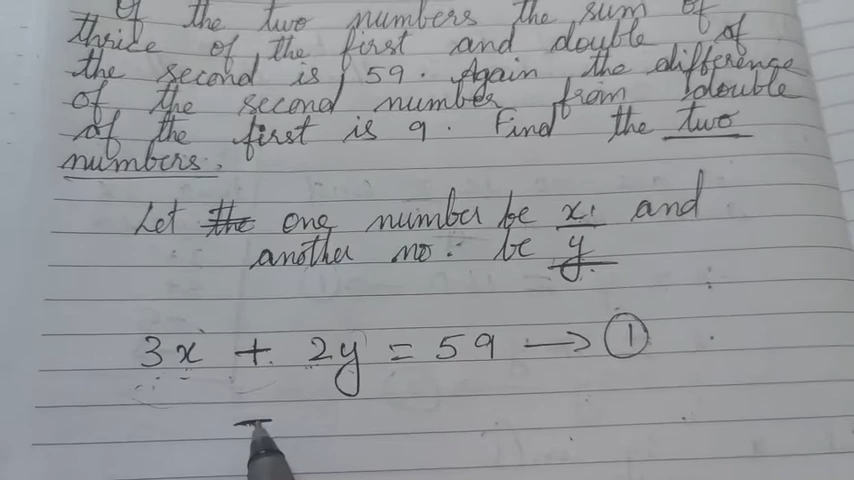 Of the two numbers the sum of
thrice of the first and double of
the second is 59. Again the difference
of the second number from double
of the first is 9. Find the two
numbers.
Let the one number be x. and
another no. be y.
3x + 2y = 59 → ①